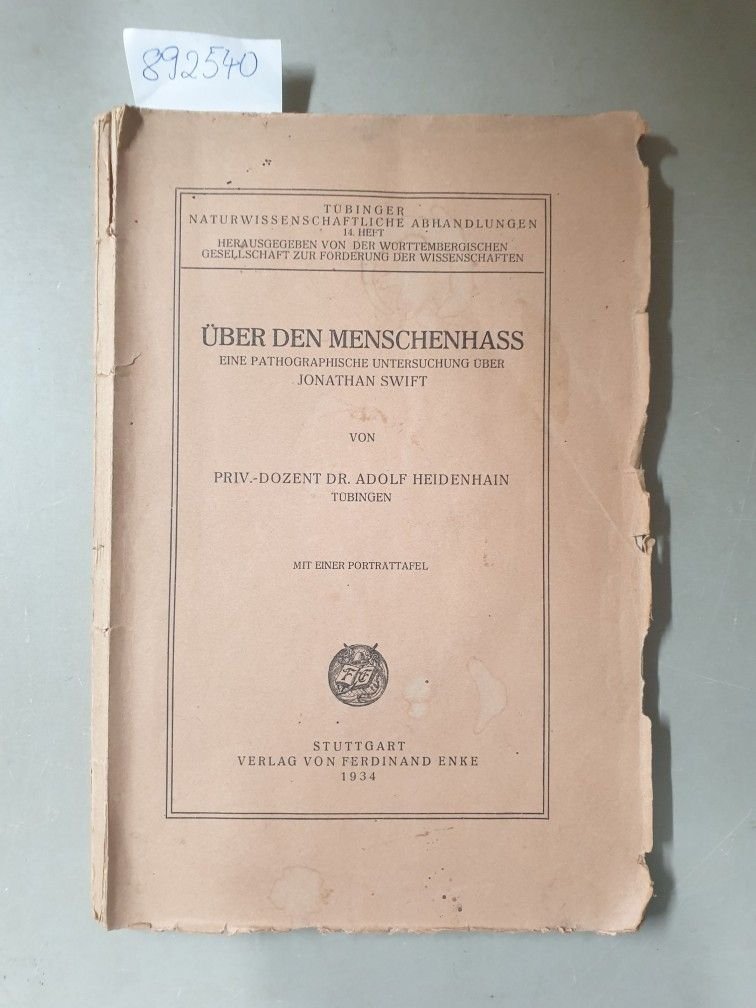 892540
TÜBINGER
NATURWISSENSCHAFTLICHE ABHANDLUNGEN
14. HEFT
HERAUSGEGEBEN VON DER WÜRTTEMBERGISCHEN
GESELLSCHAFT ZUR FÖRDERUNG DER WISSENSCHAFTEN
ÜBER DEN MENSCHENHASS
EINE PATHOGRAPHISCHE UNTERSUCHUNG ÜBER
JONATHAN SWIFT
VON
PRIV.-DOZENT DR. ADOLF HEIDENHAIN
TÜBINGEN
MIT EINER PORTRÄTTAFEL
F E
STUTTGART
VERLAG VON FERDINAND ENKE
1934